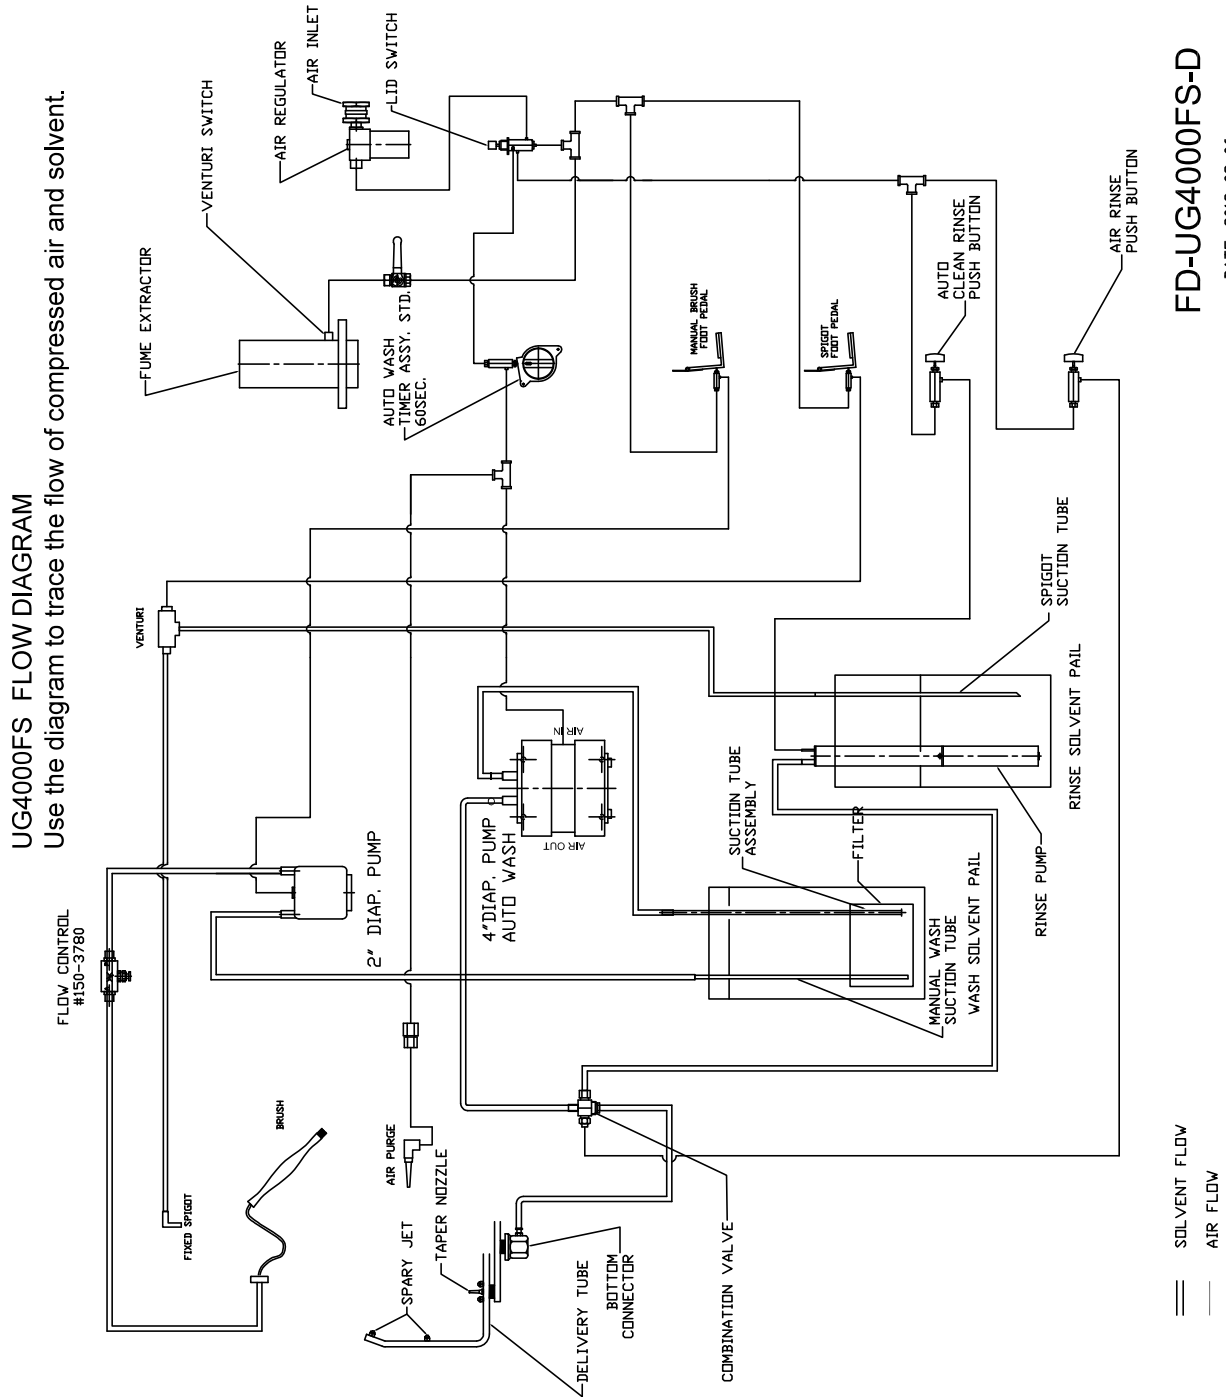 UG4000FS FLOW DIAGRAM
Use the diagram to trace the flow of compressed air and solvent.
FLOW CONTROL
#150-3780
VENTURI
FUME EXTRACTOR
VENTURI SWITCH
AIR REGULATOR
AIR INLET
LID SWITCH
BRUSH
FIXED SPIGOT
2" DIAP. PUMP
AUTO WASH
TIMER ASSY. STD.
60SEC.
AIR PURGE
SPARY JET
TAPER NOZZLE
4"DIAP. PUMP
AUTO WASH
AIR OUT
AIR IN
DELIVERY TUBE
BOTTOM
CONNECTOR
COMBINATION VALVE
SUCTION TUBE
ASSEMBLY
FILTER
MANUAL WASH
SUCTION TUBE
WASH SOLVENT PAIL
MANUAL BRUSH
FOOT PEDAL
SPIGOT
FOOT PEDAL
AUTO
CLEAN RINSE
PUSH BUTTON
AIR RINSE
PUSH BUTTON
SPIGOT
SUCTION TUBE
RINSE SOLVENT PAIL
RINSE PUMP
SOLVENT FLOW
AIR FLOW
FD-UG4000FS-D